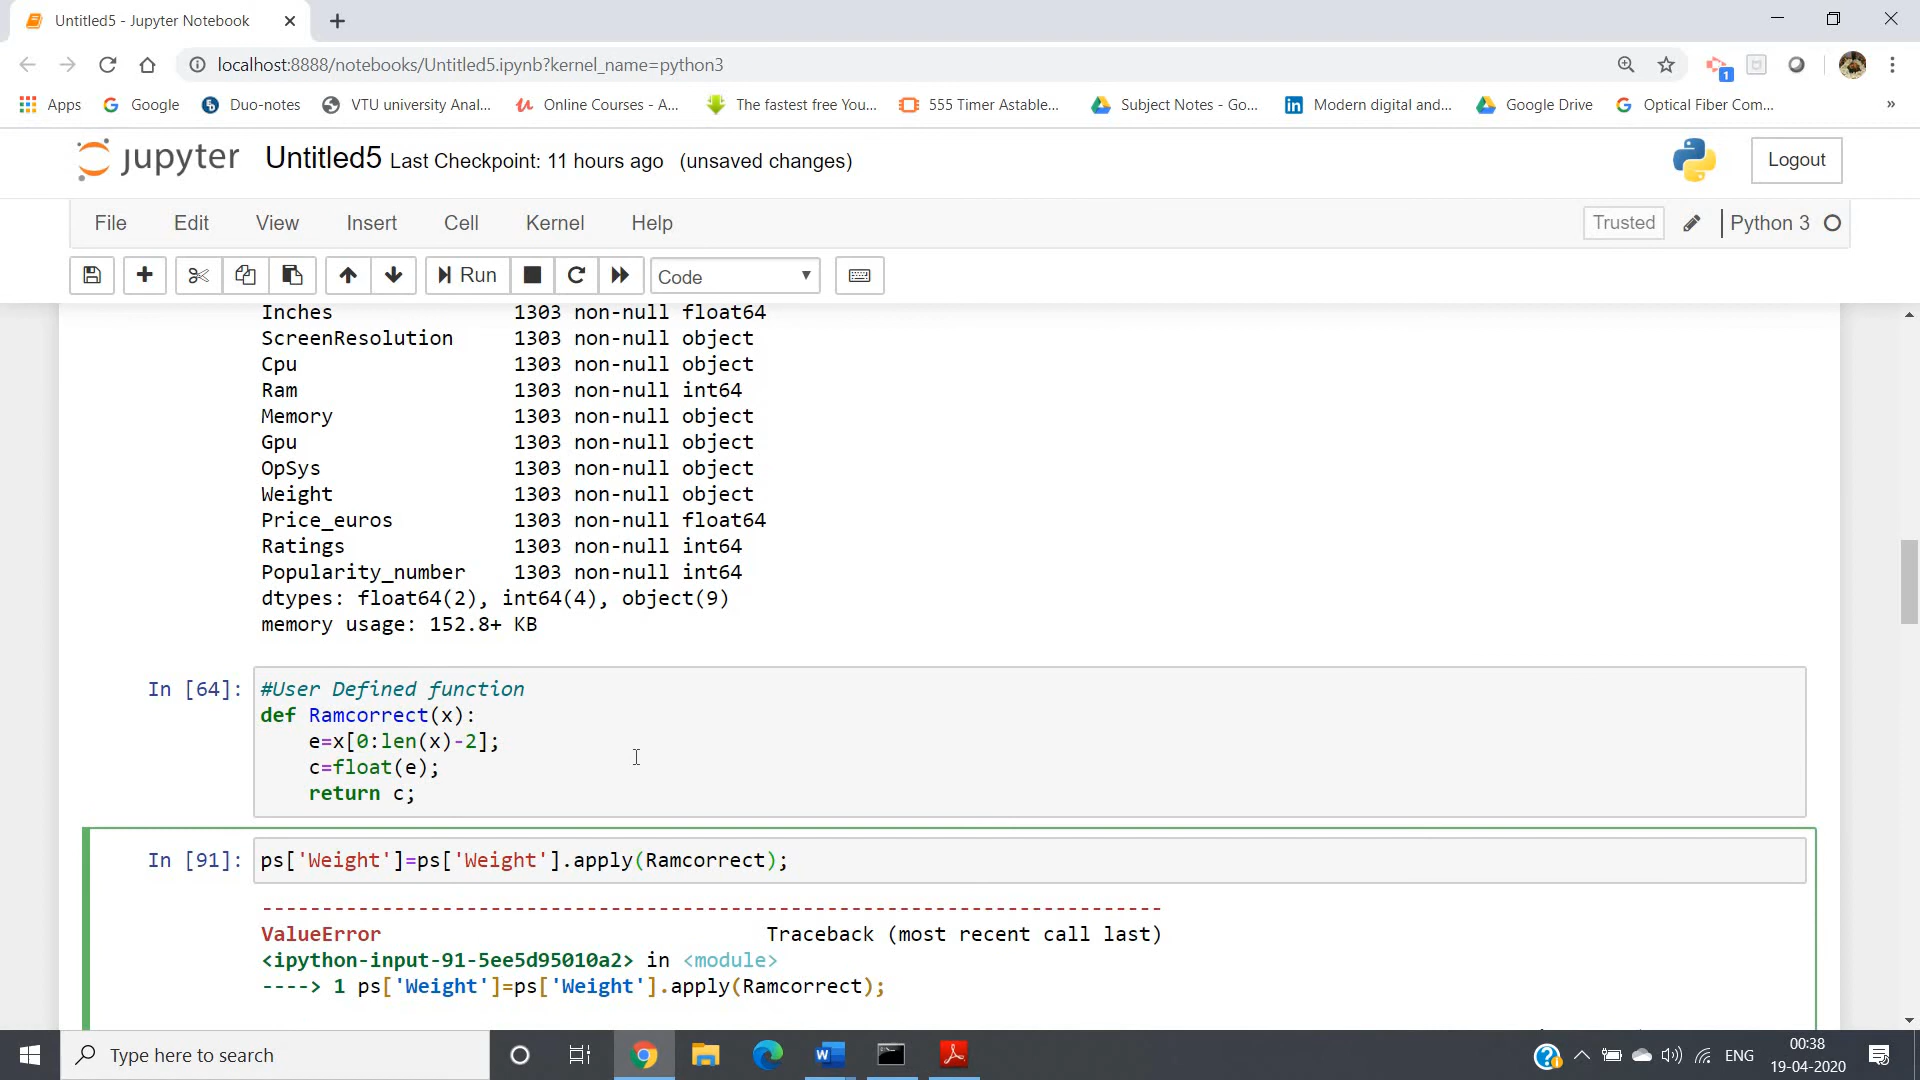 Untitled5 - Jupyter Notebook
localhost:8888/notebooks/Untitled5.ipynb?kernel_name=python3
1
Apps Google Duo-notes VTU university Anal... Online Courses - A... The fastest free You... 555 Timer Astable... Subject Notes - Go... Modern digital and... Google Drive Optical Fiber Com... »
jupyter Untitled5 Last Checkpoint: 11 hours ago (unsaved changes) Logout
File Edit View Insert Cell Kernel Help Trusted Python 3
Run Code
Inches 1303 non-null float64
ScreenResolution 1303 non-null object
Cpu 1303 non-null object
Ram 1303 non-null int64
Memory 1303 non-null object
Gpu 1303 non-null object
OpSys 1303 non-null object
Weight 1303 non-null object
Price_euros 1303 non-null float64
Ratings 1303 non-null int64
Popularity_number 1303 non-null int64
dtypes: float64(2), int64(4), object(9)
memory usage: 152.8+ KB
In [64]: #User Defined function
def Ramcorrect(x):
e=x[0:len(x)-2];
c=float(e);
return c;
In [91]: ps['Weight']=ps['Weight'].apply(Ramcorrect);
---------------------------------------------------------------------------
ValueError Traceback (most recent call last)
<ipython-input-91-5ee5d95010a2> in <module>
----> 1 ps['Weight']=ps['Weight'].apply(Ramcorrect);
Type here to search
ENG
00:38
19-04-2020